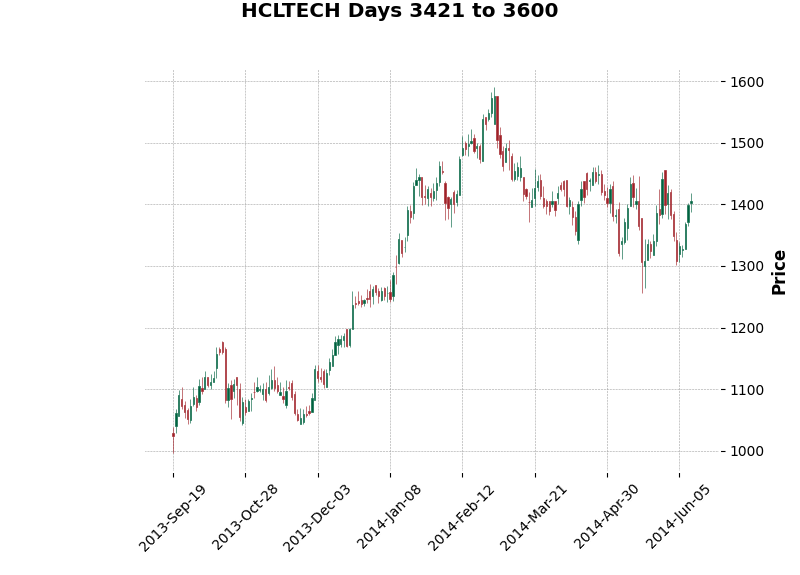 HCLTECH Days 3421 to 3600
1600
1500
1400
1300
1200
1100
1000
Price
2013-Sep-19
2013-Oct-28
2013-Dec-03
2014-Jan-08
2014-Feb-12
2014-Mar-21
2014-Apr-30
2014-Jun-05